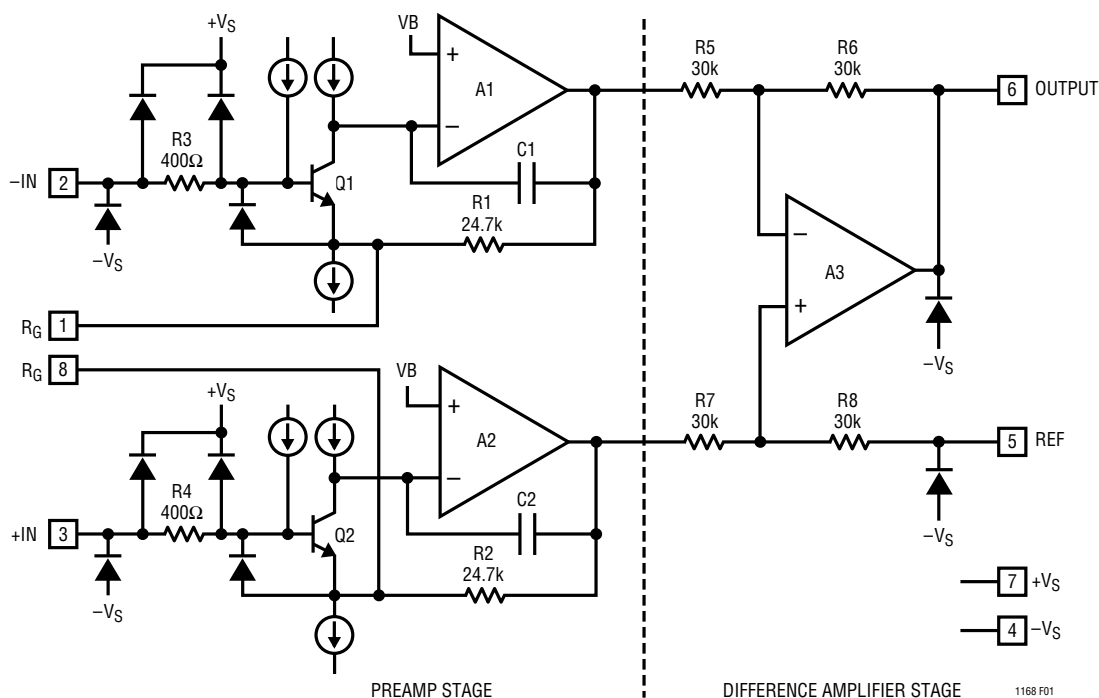 +VS
VB
R5
30k
R6
30k
6 OUTPUT
A1
+
−
R3
400Ω
C1
−IN 2
Q1
R1
24.7k
−VS
−
A3
+
RG 1
−VS
RG 8
VB
+VS
+
A2
−
R7
30k
R8
30k
5 REF
R4
400Ω
C2
+IN 3
Q2
R2
24.7k
−VS
−VS
7 +VS
4 −VS
PREAMP STAGE
DIFFERENCE AMPLIFIER STAGE
1168 F01